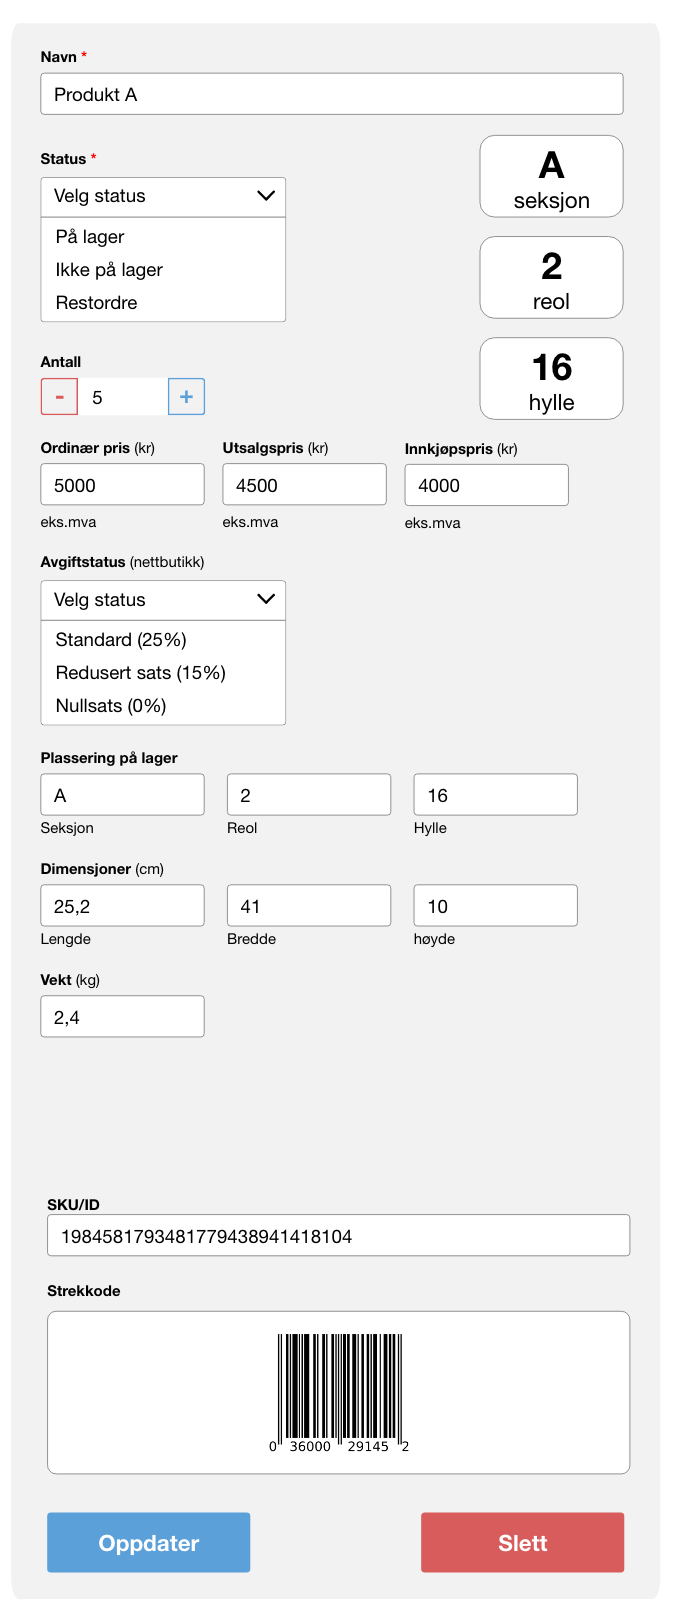 Navn *
Produkt A
Status *
Velg status
På lager
Ikke på lager
Restordre
A
seksjon
2
reol
16
hylle
Antall
- 5 +
Ordinær pris (kr) Utsalgspris (kr) Innkjøpspris (kr)
5000 4500 4000
eks.mva eks.mva eks.mva
Avgiftstatus (nettbutikk)
Velg status
Standard (25%)
Redusert sats (15%)
Nullsats (0%)
Plassering på lager
A 2 16
Seksjon Reol Hylle
Dimensjoner (cm)
25,2 41 10
Lengde Bredde høyde
Vekt (kg)
2,4
SKU/ID
1984581793481779438941418104
Strekkode
0 36000 29145 2
Oppdater Slett